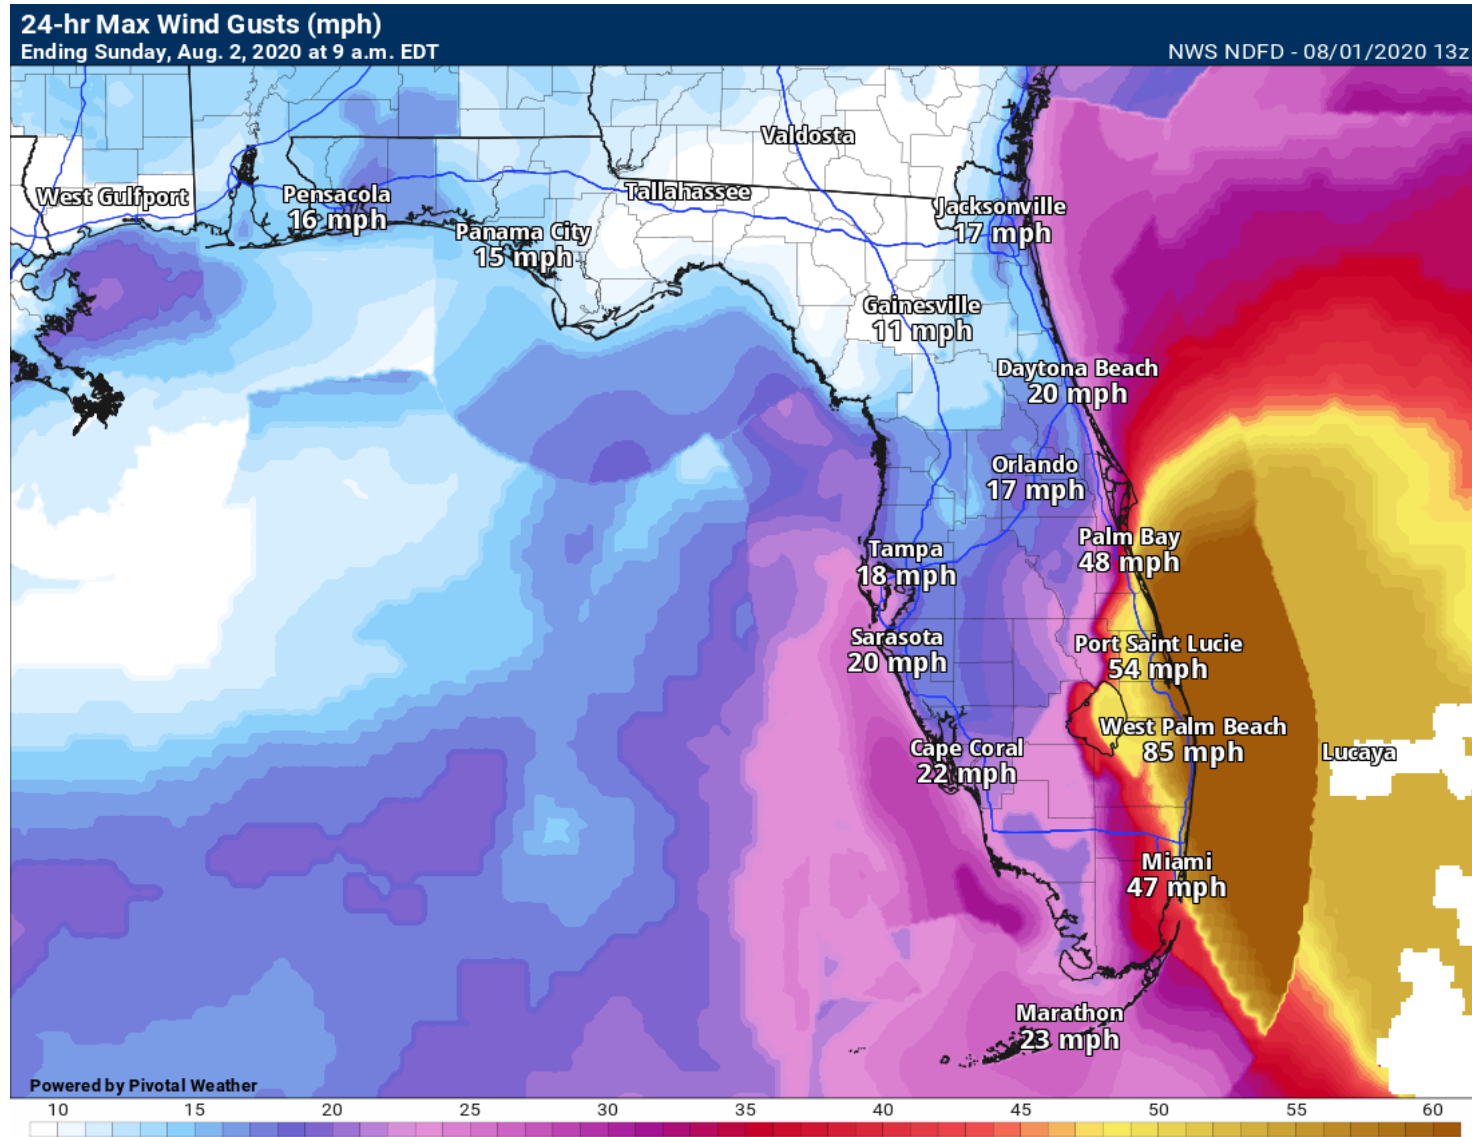 24-hr Max Wind Gusts (mph)
Ending Sunday, Aug. 2, 2020 at 9 a.m. EDT
NWS NDFD - 08/01/2020 13z
Valdosta
West Gulfport
Pensacola
16 mph
Tallahassee
Panama City
15 mph
Jacksonville
17 mph
Gainesville
11 mph
Daytona Beach
20 mph
Orlando
17 mph
Tampa
18 mph
Palm Bay
48 mph
Sarasota
20 mph
Port Saint Lucie
54 mph
West Palm Beach
85 mph
Cape Coral
22 mph
Lucaya
Miami
47 mph
Marathon
23 mph
Powered by Pivotal Weather
10 15 20 25 30 35 40 45 50 55 60